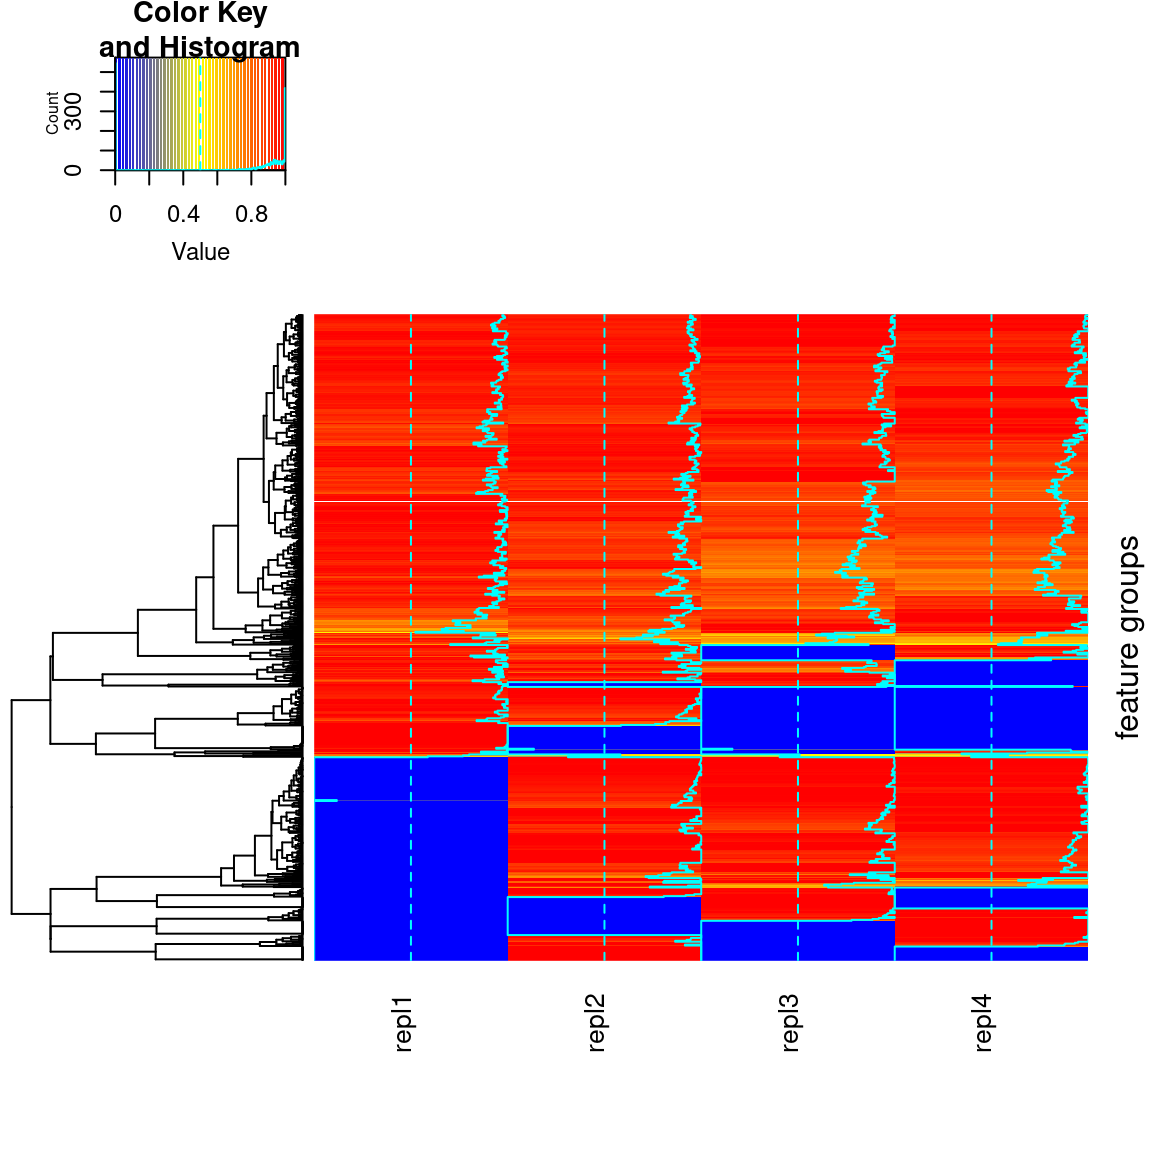 Color Key
and Histogram
Count
0 300
0 0.4 0.8
Value
feature groups
repl1 repl2 repl3 repl4